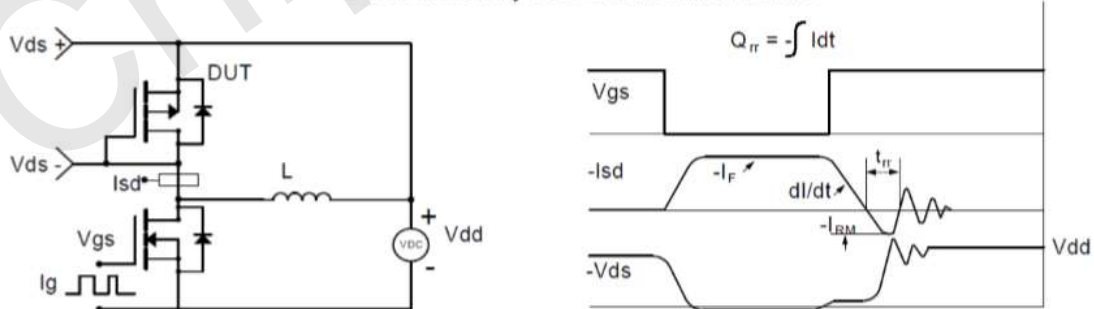 Vds +
DUT
Vds -
Isd
L
Vgs
Ig
+
VDC
-
Vdd
Qrr = -∫ Idt
Vgs
-Isd
-IF
dI/dt
trr
-IRM
-Vds
Vdd